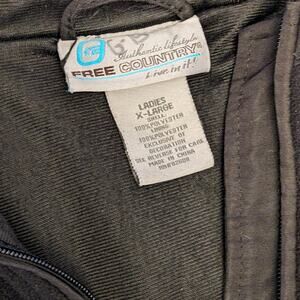 Authentic lifestyle
FREE COUNTRY®
Live in it!
LADIES
X-LARGE
SHELL:
100%POLYESTER
LINING:
100%POLYESTER
EXCLUSIVE OF
DECORATION
SEE REVERSE FOR CARE
MADE IN CHINA